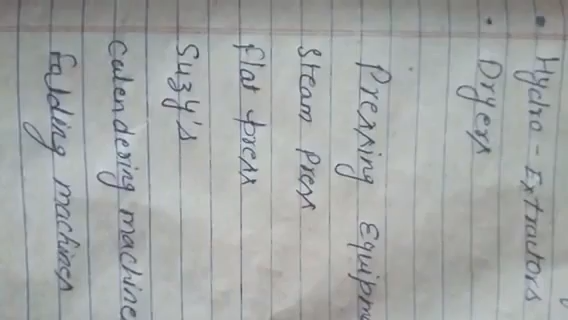 • Hydro - Extractors
• Dryers
Pressing Equipm
Steam Press
flat press
Suzy's
Calendering machine
Folding machines